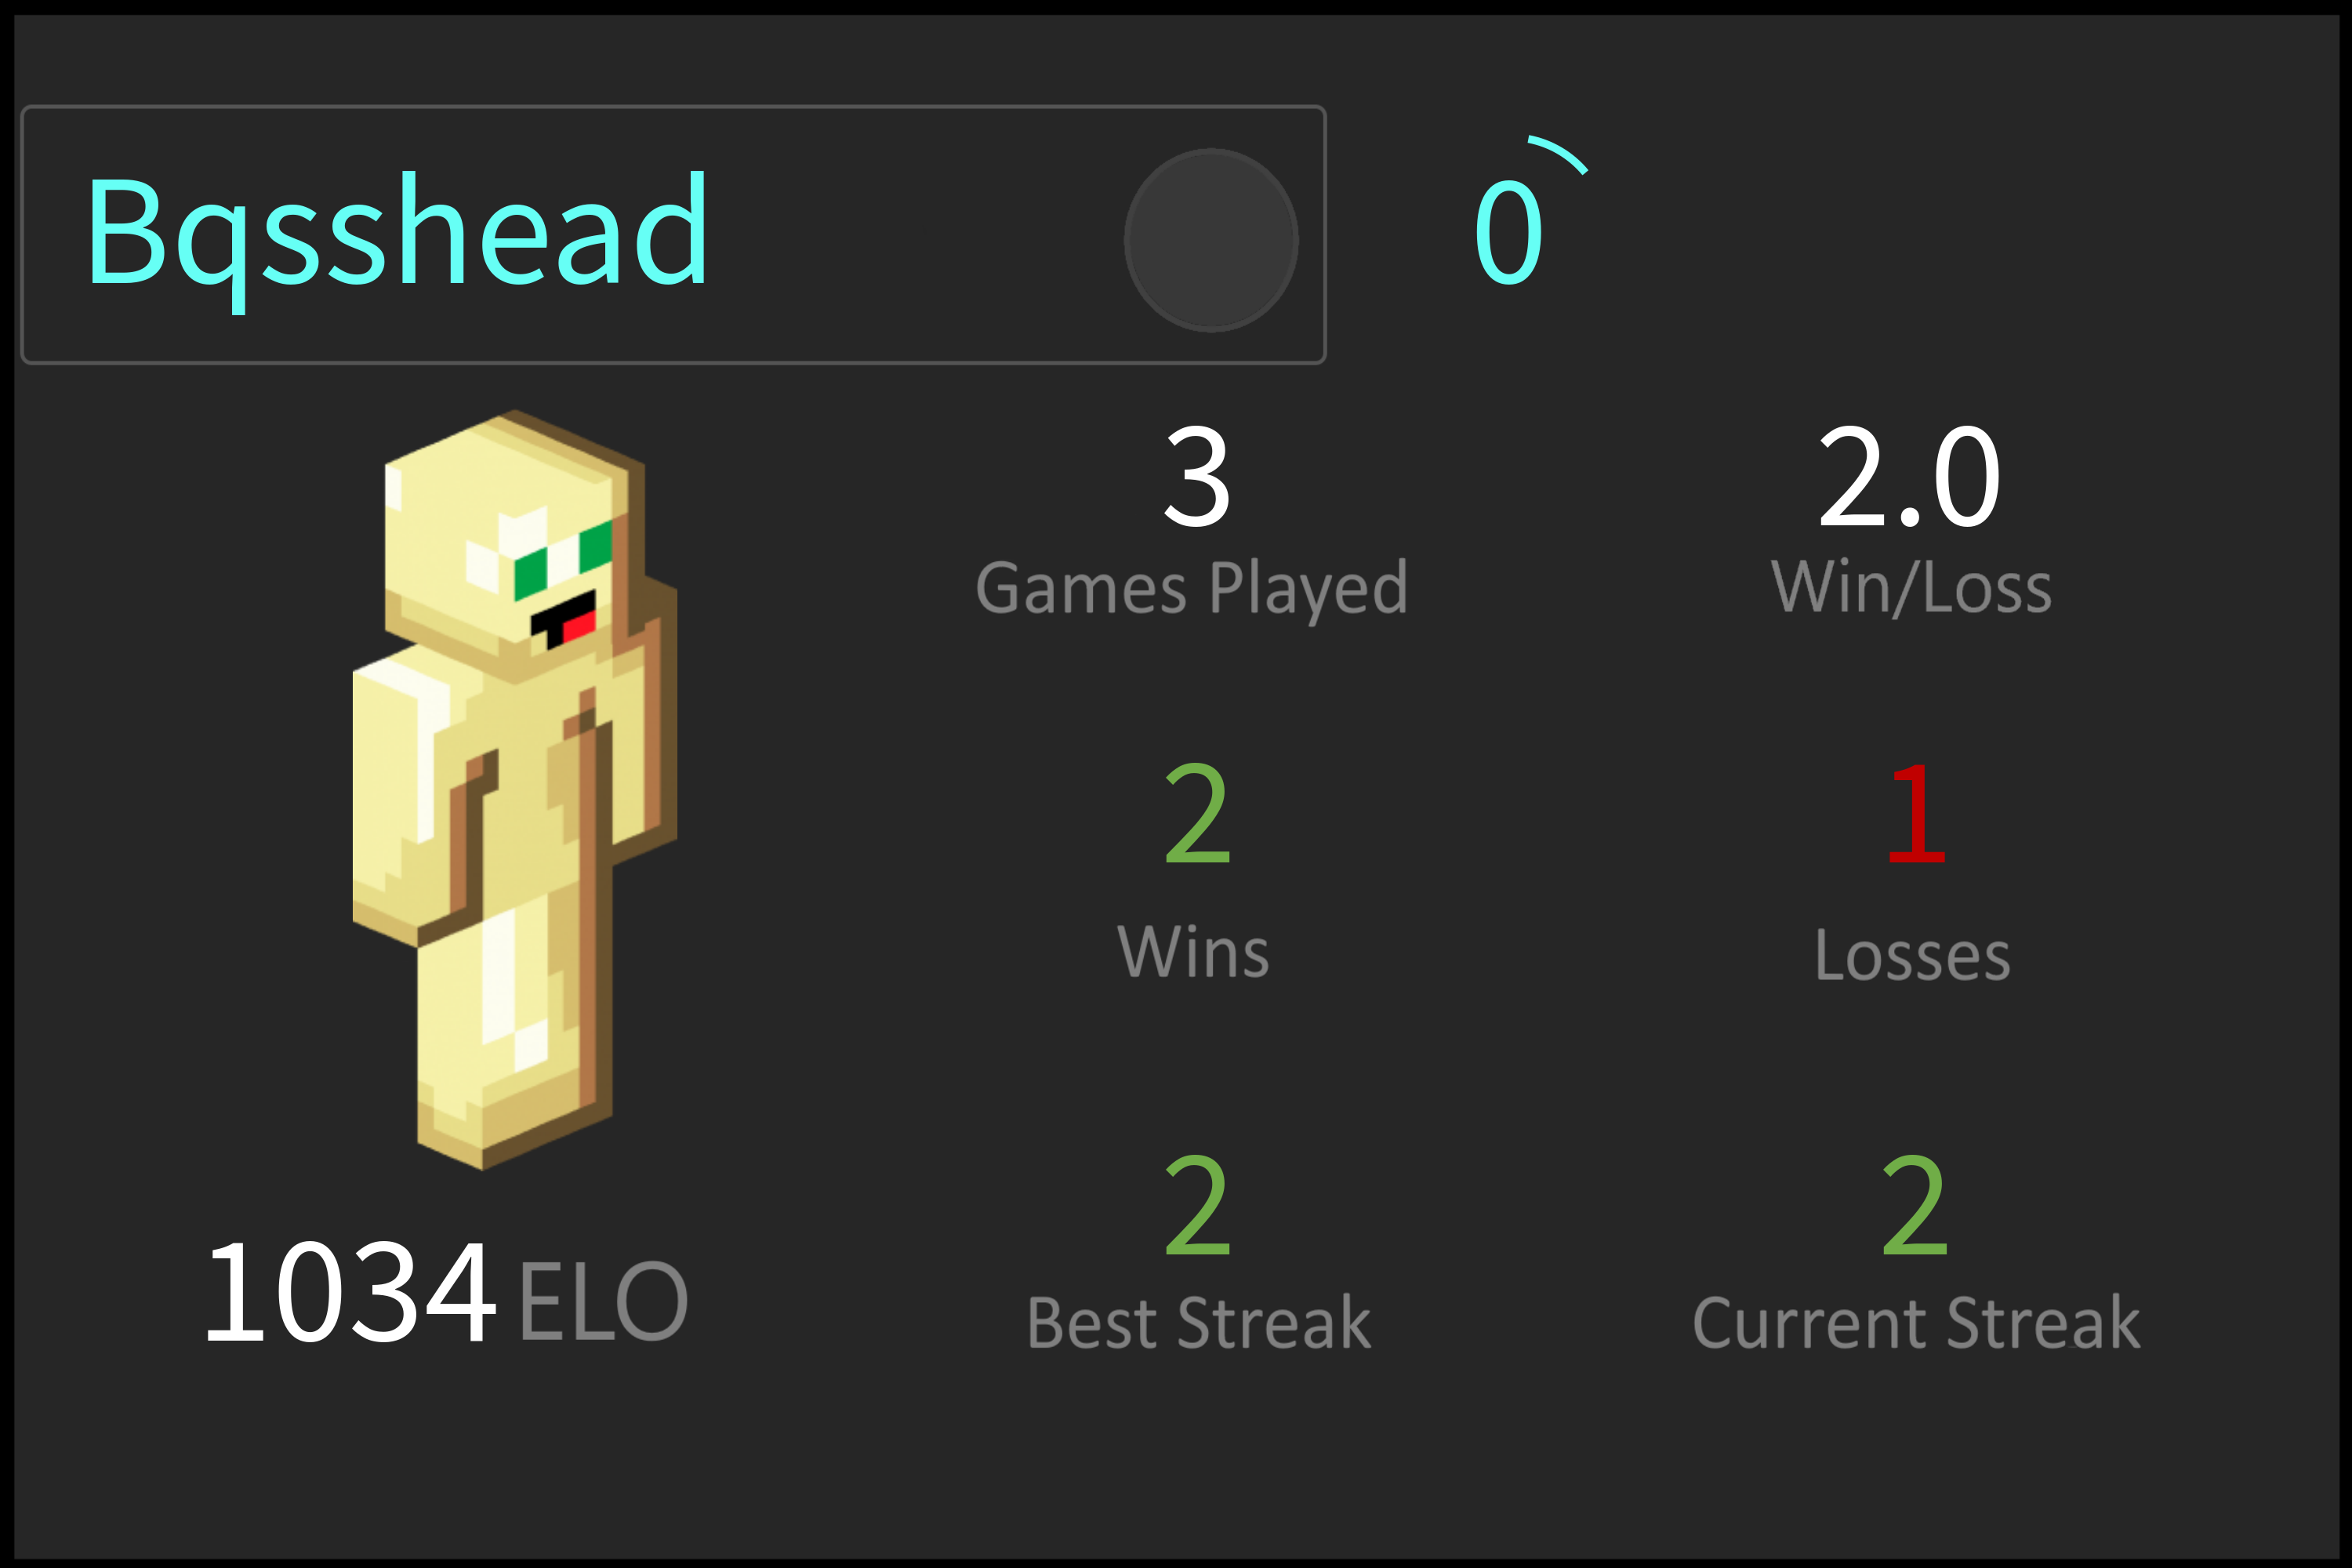 Bqsshead
0
3
2.0
Games Played
Win/Loss
2
1
Wins
Losses
2
2
Best Streak
Current Streak
1034 ELO